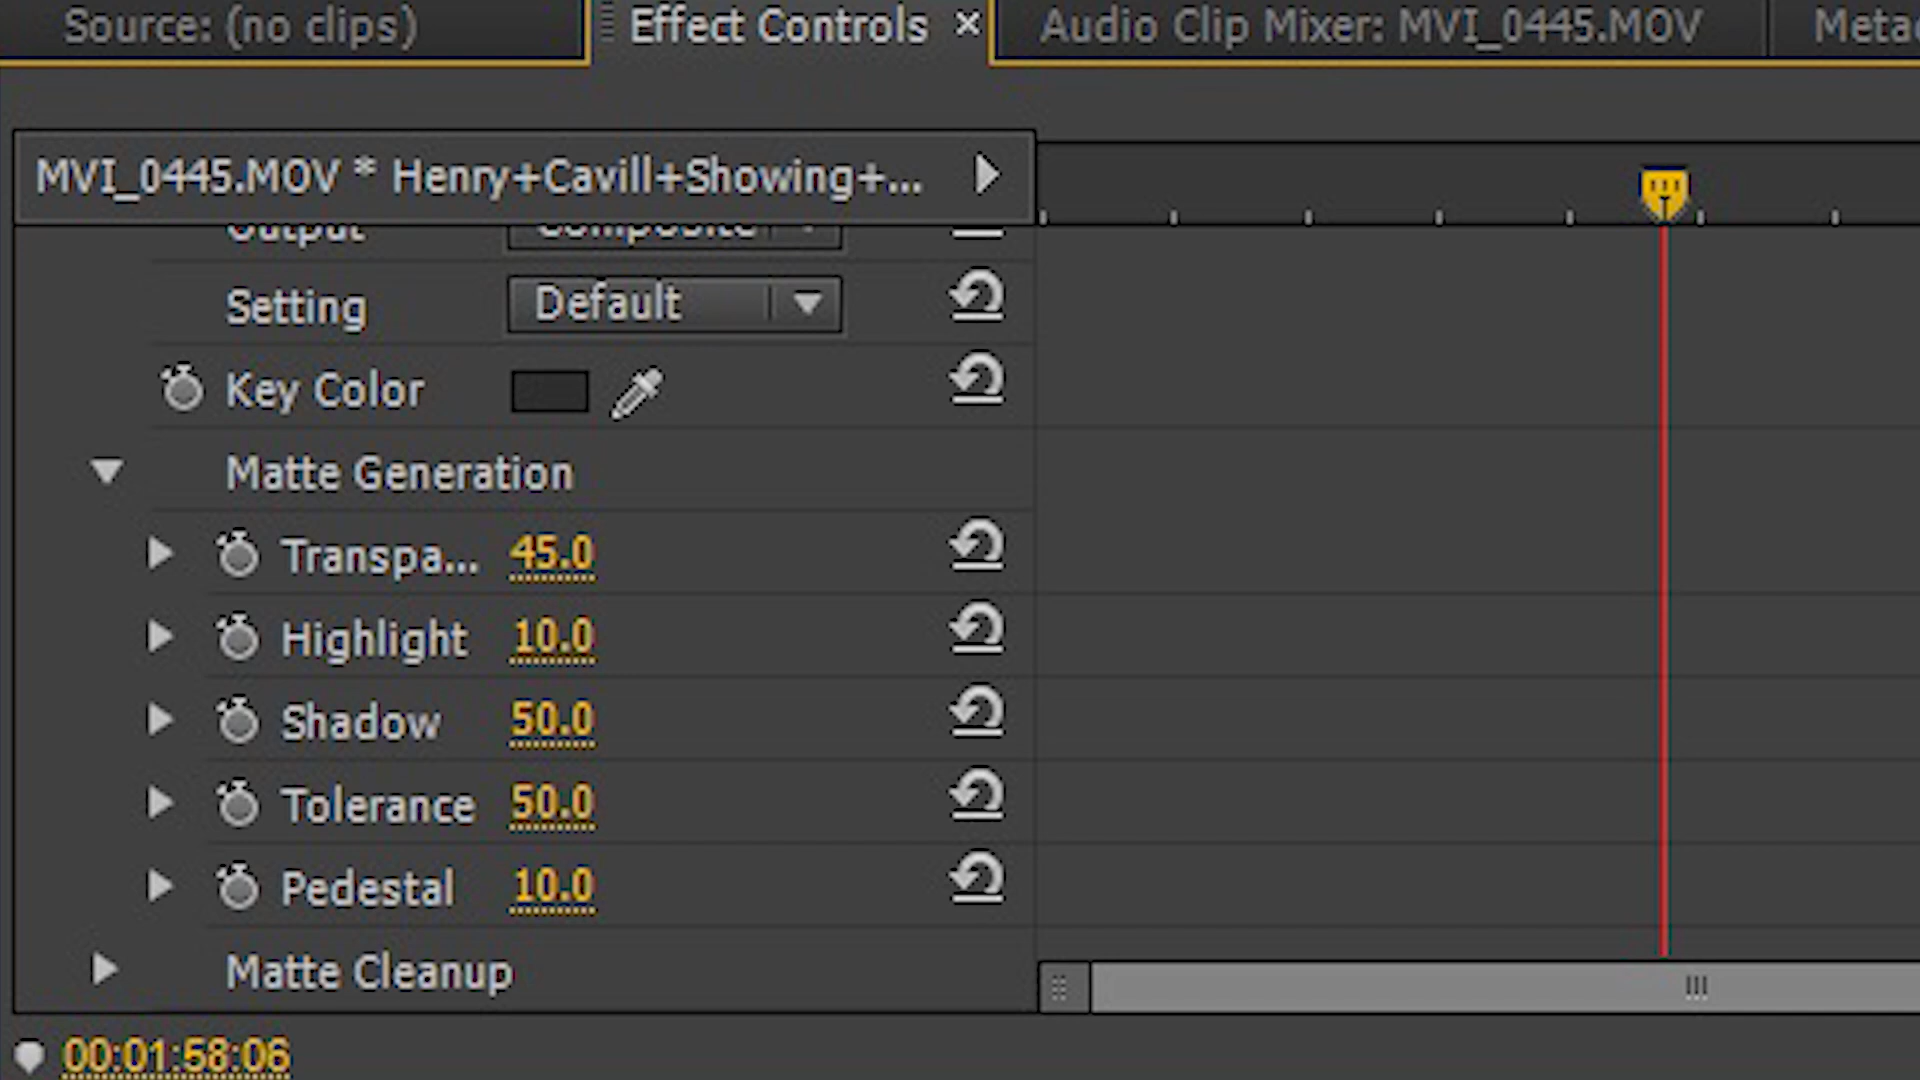 Source: (no clips)
Effect Controls ×
Audio Clip Mixer: MVI_0445.MOV
MVI_0445.MOV * Henry+Cavill+Showing+...
Output Composite
Setting Default
Key Color
Matte Generation
Transpa... 45.0
Highlight 10.0
Shadow 50.0
Tolerance 50.0
Pedestal 10.0
Matte Cleanup
00:01:58:06